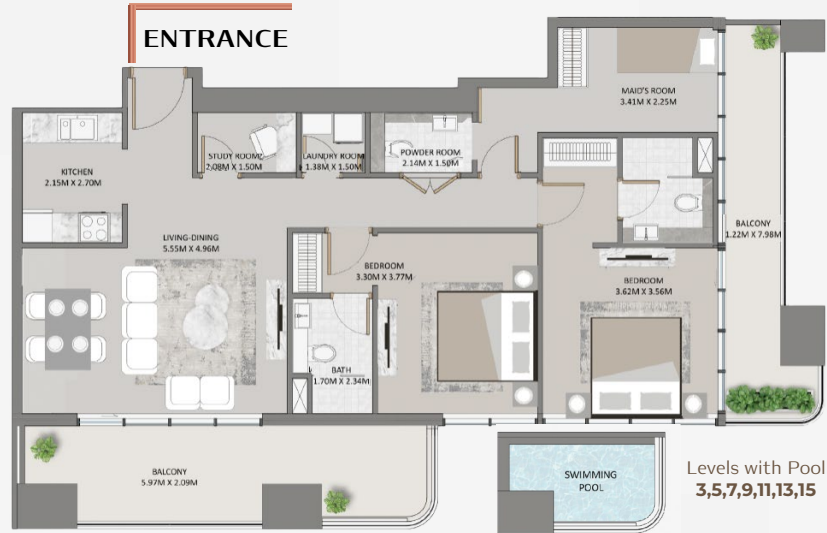 ENTRANCE
MAID'S ROOM
3.41M X 2.25M
KITCHEN
2.15M X 2.70M
STUDY ROOM
2.08M X 1.50M
LAUNDRY ROOM
1.38M X 1.50M
POWDER ROOM
2.14M X 1.50M
BALCONY
1.22M X 7.98M
LIVING-DINING
5.55M X 4.96M
BEDROOM
3.30M X 3.77M
BEDROOM
3.62M X 3.56M
BATH
1.70M X 2.34M
BALCONY
5.97M X 2.09M
SWIMMING
POOL
Levels with Pool
3,5,7,9,11,13,15